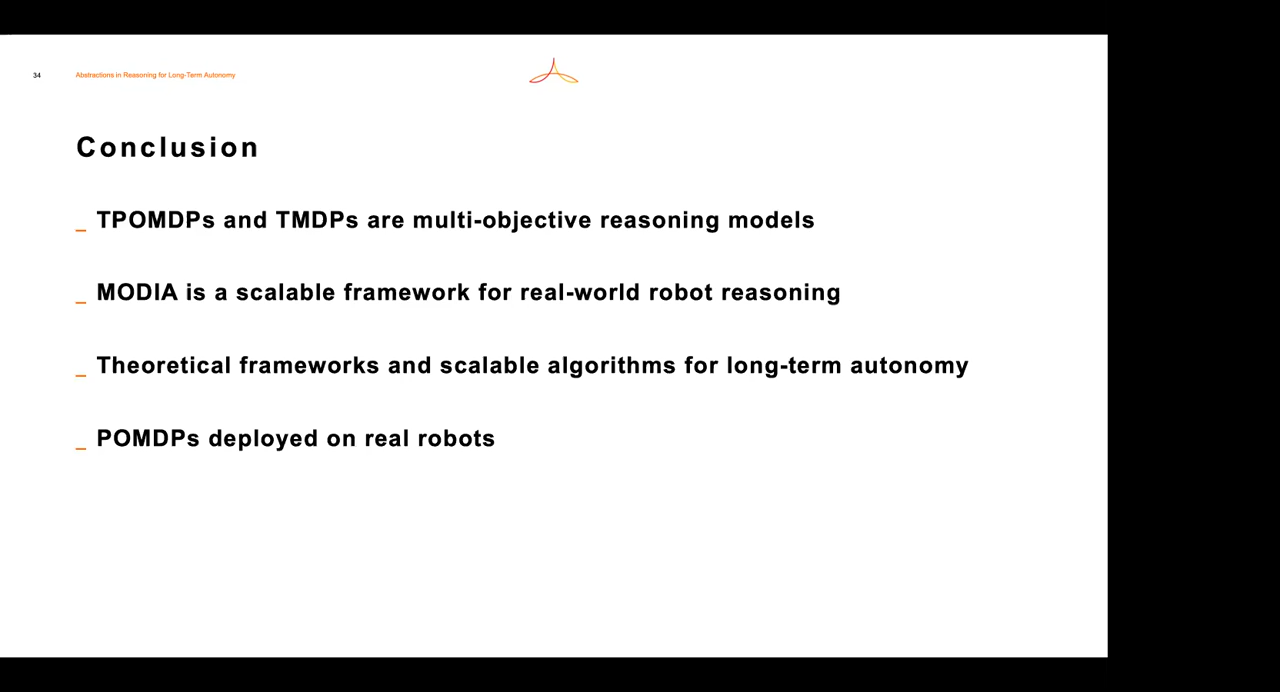 34 Abstractions in Reasoning for Long-Term Autonomy
Conclusion
_ TPOMDPs and TMDPs are multi-objective reasoning models
_ MODIA is a scalable framework for real-world robot reasoning
_ Theoretical frameworks and scalable algorithms for long-term autonomy
_ POMDPs deployed on real robots